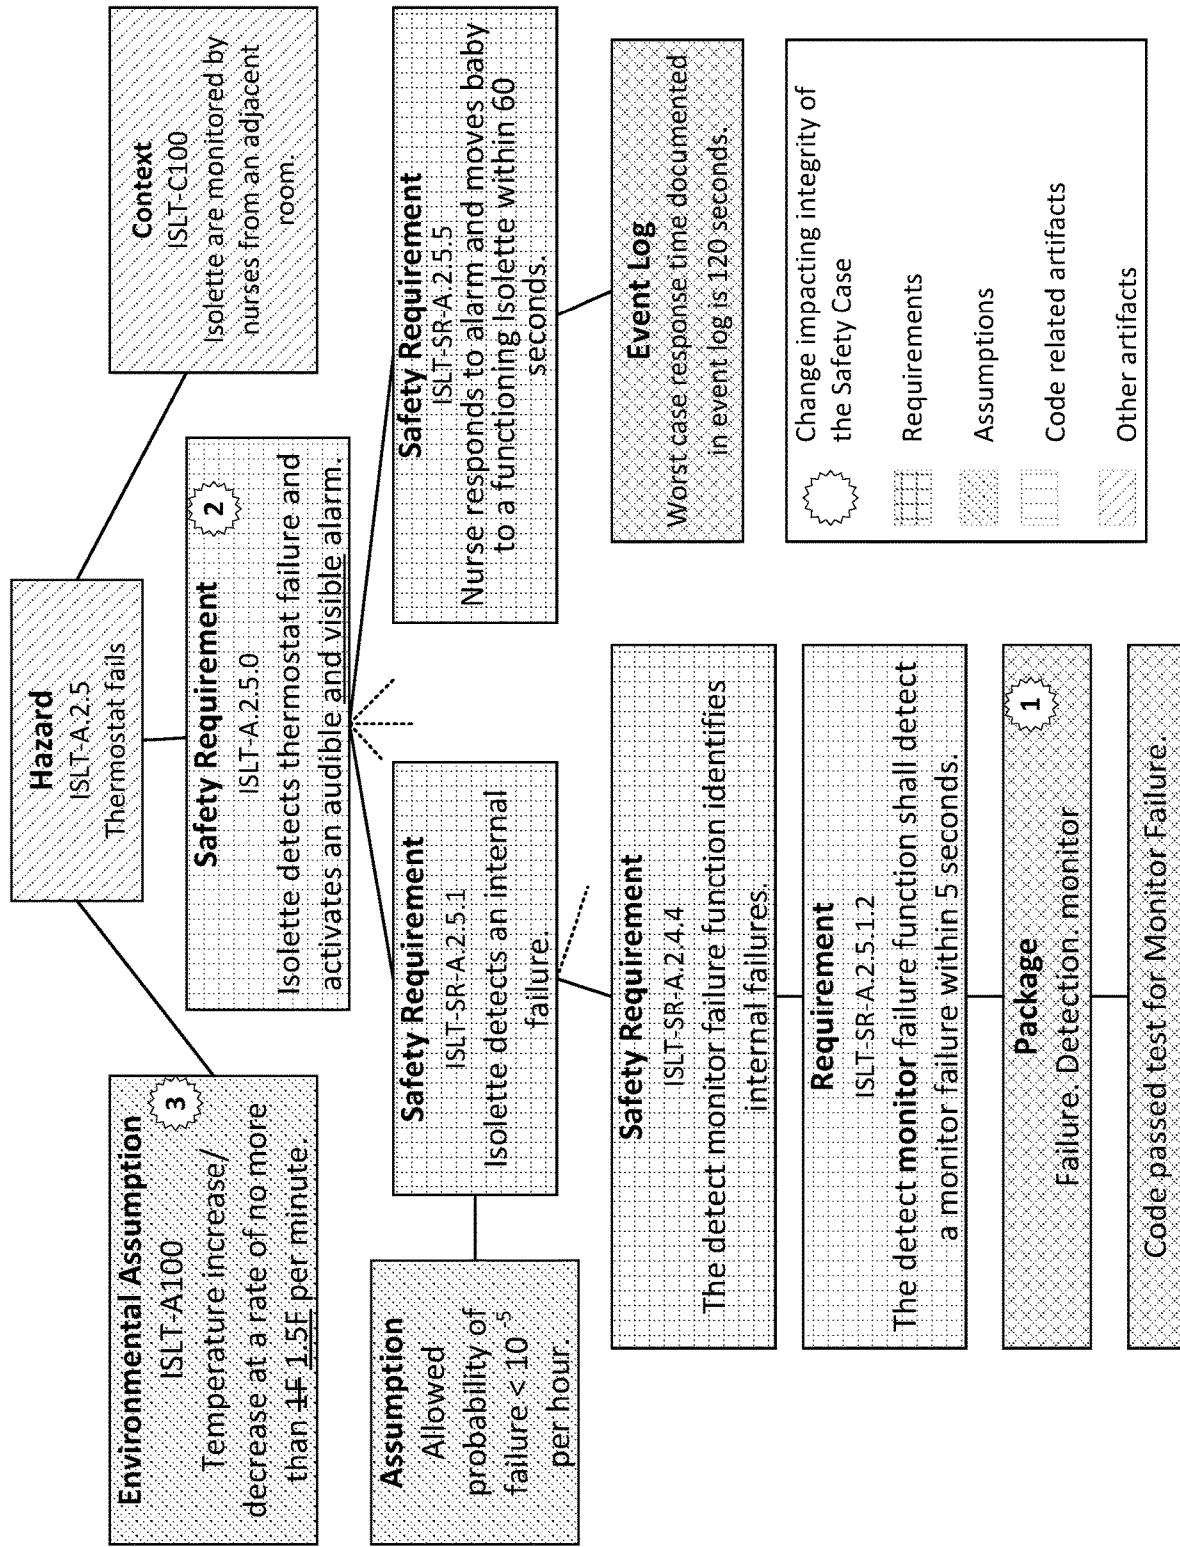 Hazard
ISLT-A.2.5
Thermostat fails
Environmental Assumption
3
ISLT-A100
Temperature increase/
decrease at a rate of no more
than 1F 1.5F per minute.
Safety Requirement
2
ISLT-A.2.5.0
Isolette detects thermostat failure and
activates an audible and visible alarm.
Context
ISLT-C100
Isolette are monitored by
nurses from an adjacent
room.
Assumption
Allowed
probability of
failure < 10 -5
per hour.
Safety Requirement
ISLT-SR-A.2.5.1
Isolette detects an internal
failure.
Safety Requirement
ISLT-SR-A.2.5.5
Nurse responds to alarm and moves baby
to a functioning Isolette within 60
seconds.
Safety Requirement
ISLT-SR-A.2.4.4
The detect monitor failure function identifies
internal failures.
Requirement
ISLT-SR-A.2.5.1.2
The detect monitor failure function shall detect
a monitor failure within 5 seconds.
Package
1
Failure. Detection. monitor
Code passed test for Monitor Failure.
Event Log
Worst case response time documented
in event log is 120 seconds.
Change impacting integrity of
the Safety Case
Requirements
Assumptions
Code related artifacts
Other artifacts